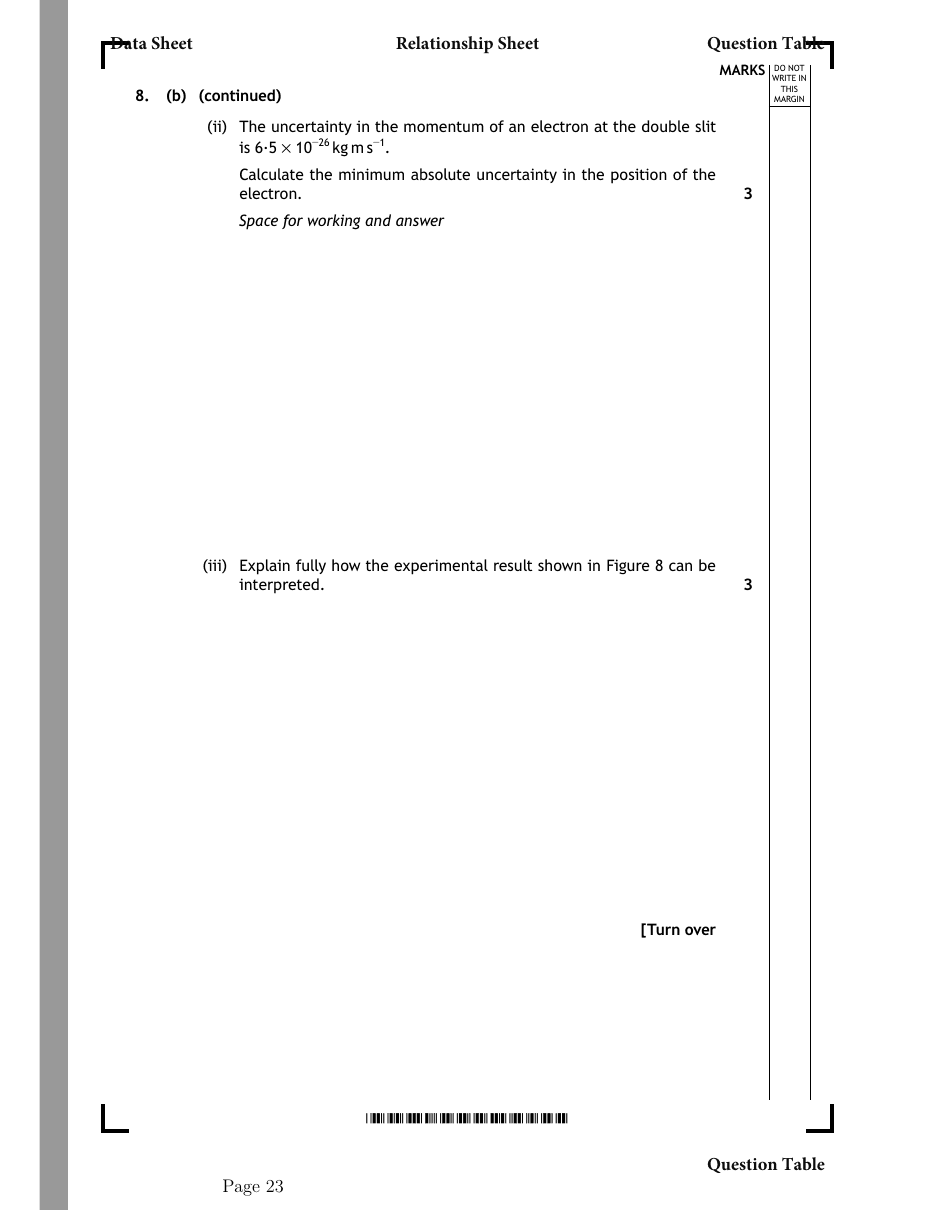 Data Sheet Relationship Sheet Question Table
MARKS
DO NOT
WRITE IN
THIS
MARGIN
8. (b) (continued)
(ii) The uncertainty in the momentum of an electron at the double slit
is 6·5 × 10⁻²⁶ kg m s⁻¹.
Calculate the minimum absolute uncertainty in the position of the
electron. 3
Space for working and answer
(iii) Explain fully how the experimental result shown in Figure 8 can be
interpreted. 3
[Turn over
Question Table
Page 23